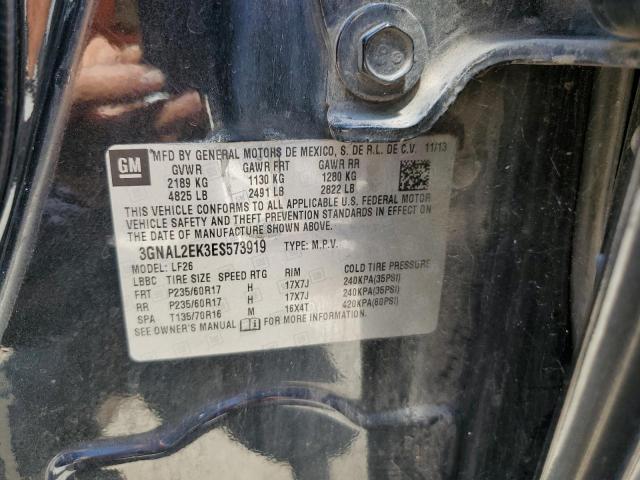 GM
MFD BY GENERAL MOTORS DE MEXICO, S. DE R.L. DE C.V. 11/13
GVWR GAWR FRT GAWR RR
2189 KG 1130 KG 1280 KG
4825 LB 2491 LB 2822 LB
THIS VEHICLE CONFORMS TO ALL APPLICABLE U.S. FEDERAL MOTOR
VEHICLE SAFETY AND THEFT PREVENTION STANDARDS IN EFFECT ON
THE DATE OF MANUFACTURE SHOWN ABOVE.
3GNAL2EK3ES573919 TYPE: M.P.V.
MODEL: LF26
LBBC TIRE SIZE SPEED RTG RIM COLD TIRE PRESSURE
FRT P235/60R17 H 17X7J 240KPA(35PSI)
RR P235/60R17 H 17X7J 240KPA(35PSI)
SPA T135/70R16 M 16X4T 420KPA(60PSI)
SEE OWNER'S MANUAL FOR MORE INFORMATION.